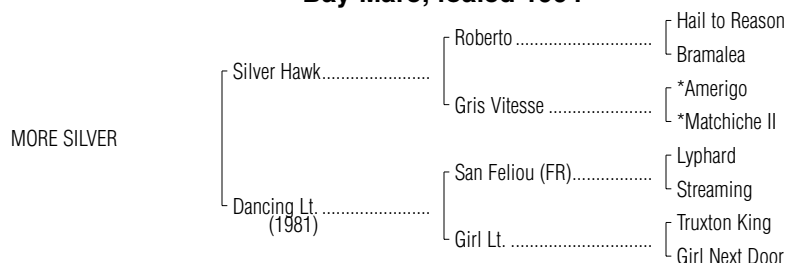 Bay Mare; foaled
Hail to Reason
Roberto
Bramalea
Silver Hawk
*Amerigo
Gris Vitesse
*Matchiche II
MORE SILVER
Lyphard
San Feliou (FR)
Streaming
Dancing Lt.
(1981)
Truxton King
Girl Lt.
Girl Next Door